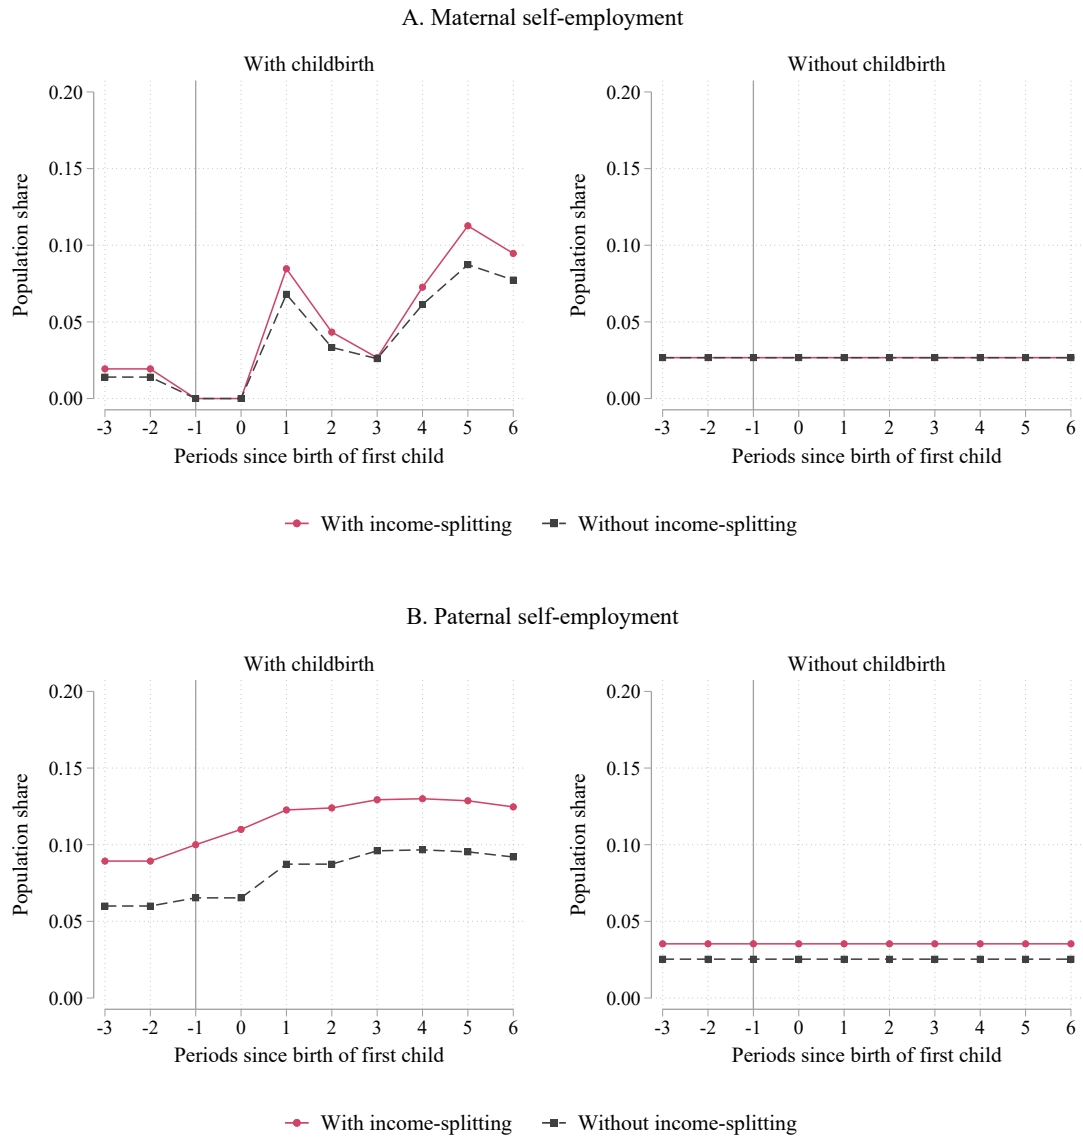 A. Maternal self-employment
With childbirth
Without childbirth
0.20
0.15
0.10
0.05
0.00
Population share
-3 -2 -1 0 1 2 3 4 5 6
Periods since birth of first child
0.20
0.15
0.10
0.05
0.00
Population share
-3 -2 -1 0 1 2 3 4 5 6
Periods since birth of first child
With income-splitting Without income-splitting
B. Paternal self-employment
With childbirth
Without childbirth
0.20
0.15
0.10
0.05
0.00
Population share
-3 -2 -1 0 1 2 3 4 5 6
Periods since birth of first child
0.20
0.15
0.10
0.05
0.00
Population share
-3 -2 -1 0 1 2 3 4 5 6
Periods since birth of first child
With income-splitting Without income-splitting